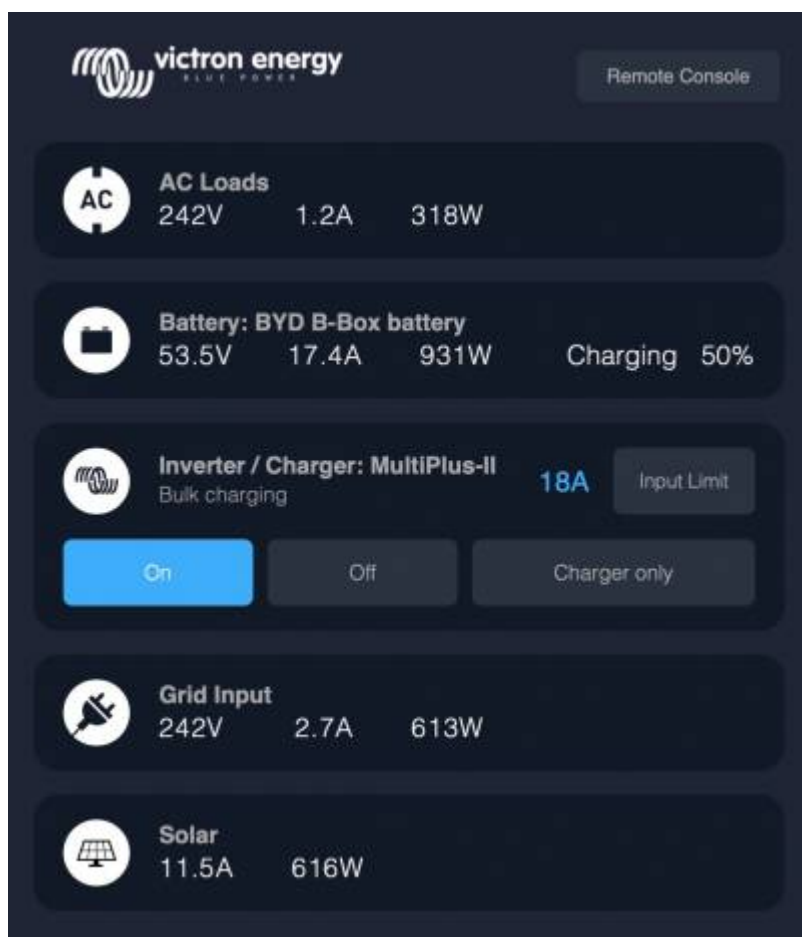 victron energy
BLUE POWER
Remote Console
AC
AC Loads
242V 1.2A 318W
Battery: BYD B-Box battery
53.5V 17.4A 931W Charging 50%
Inverter / Charger: MultiPlus-II
Bulk charging
18A Input Limit
On Off Charger only
Grid Input
242V 2.7A 613W
Solar
11.5A 616W